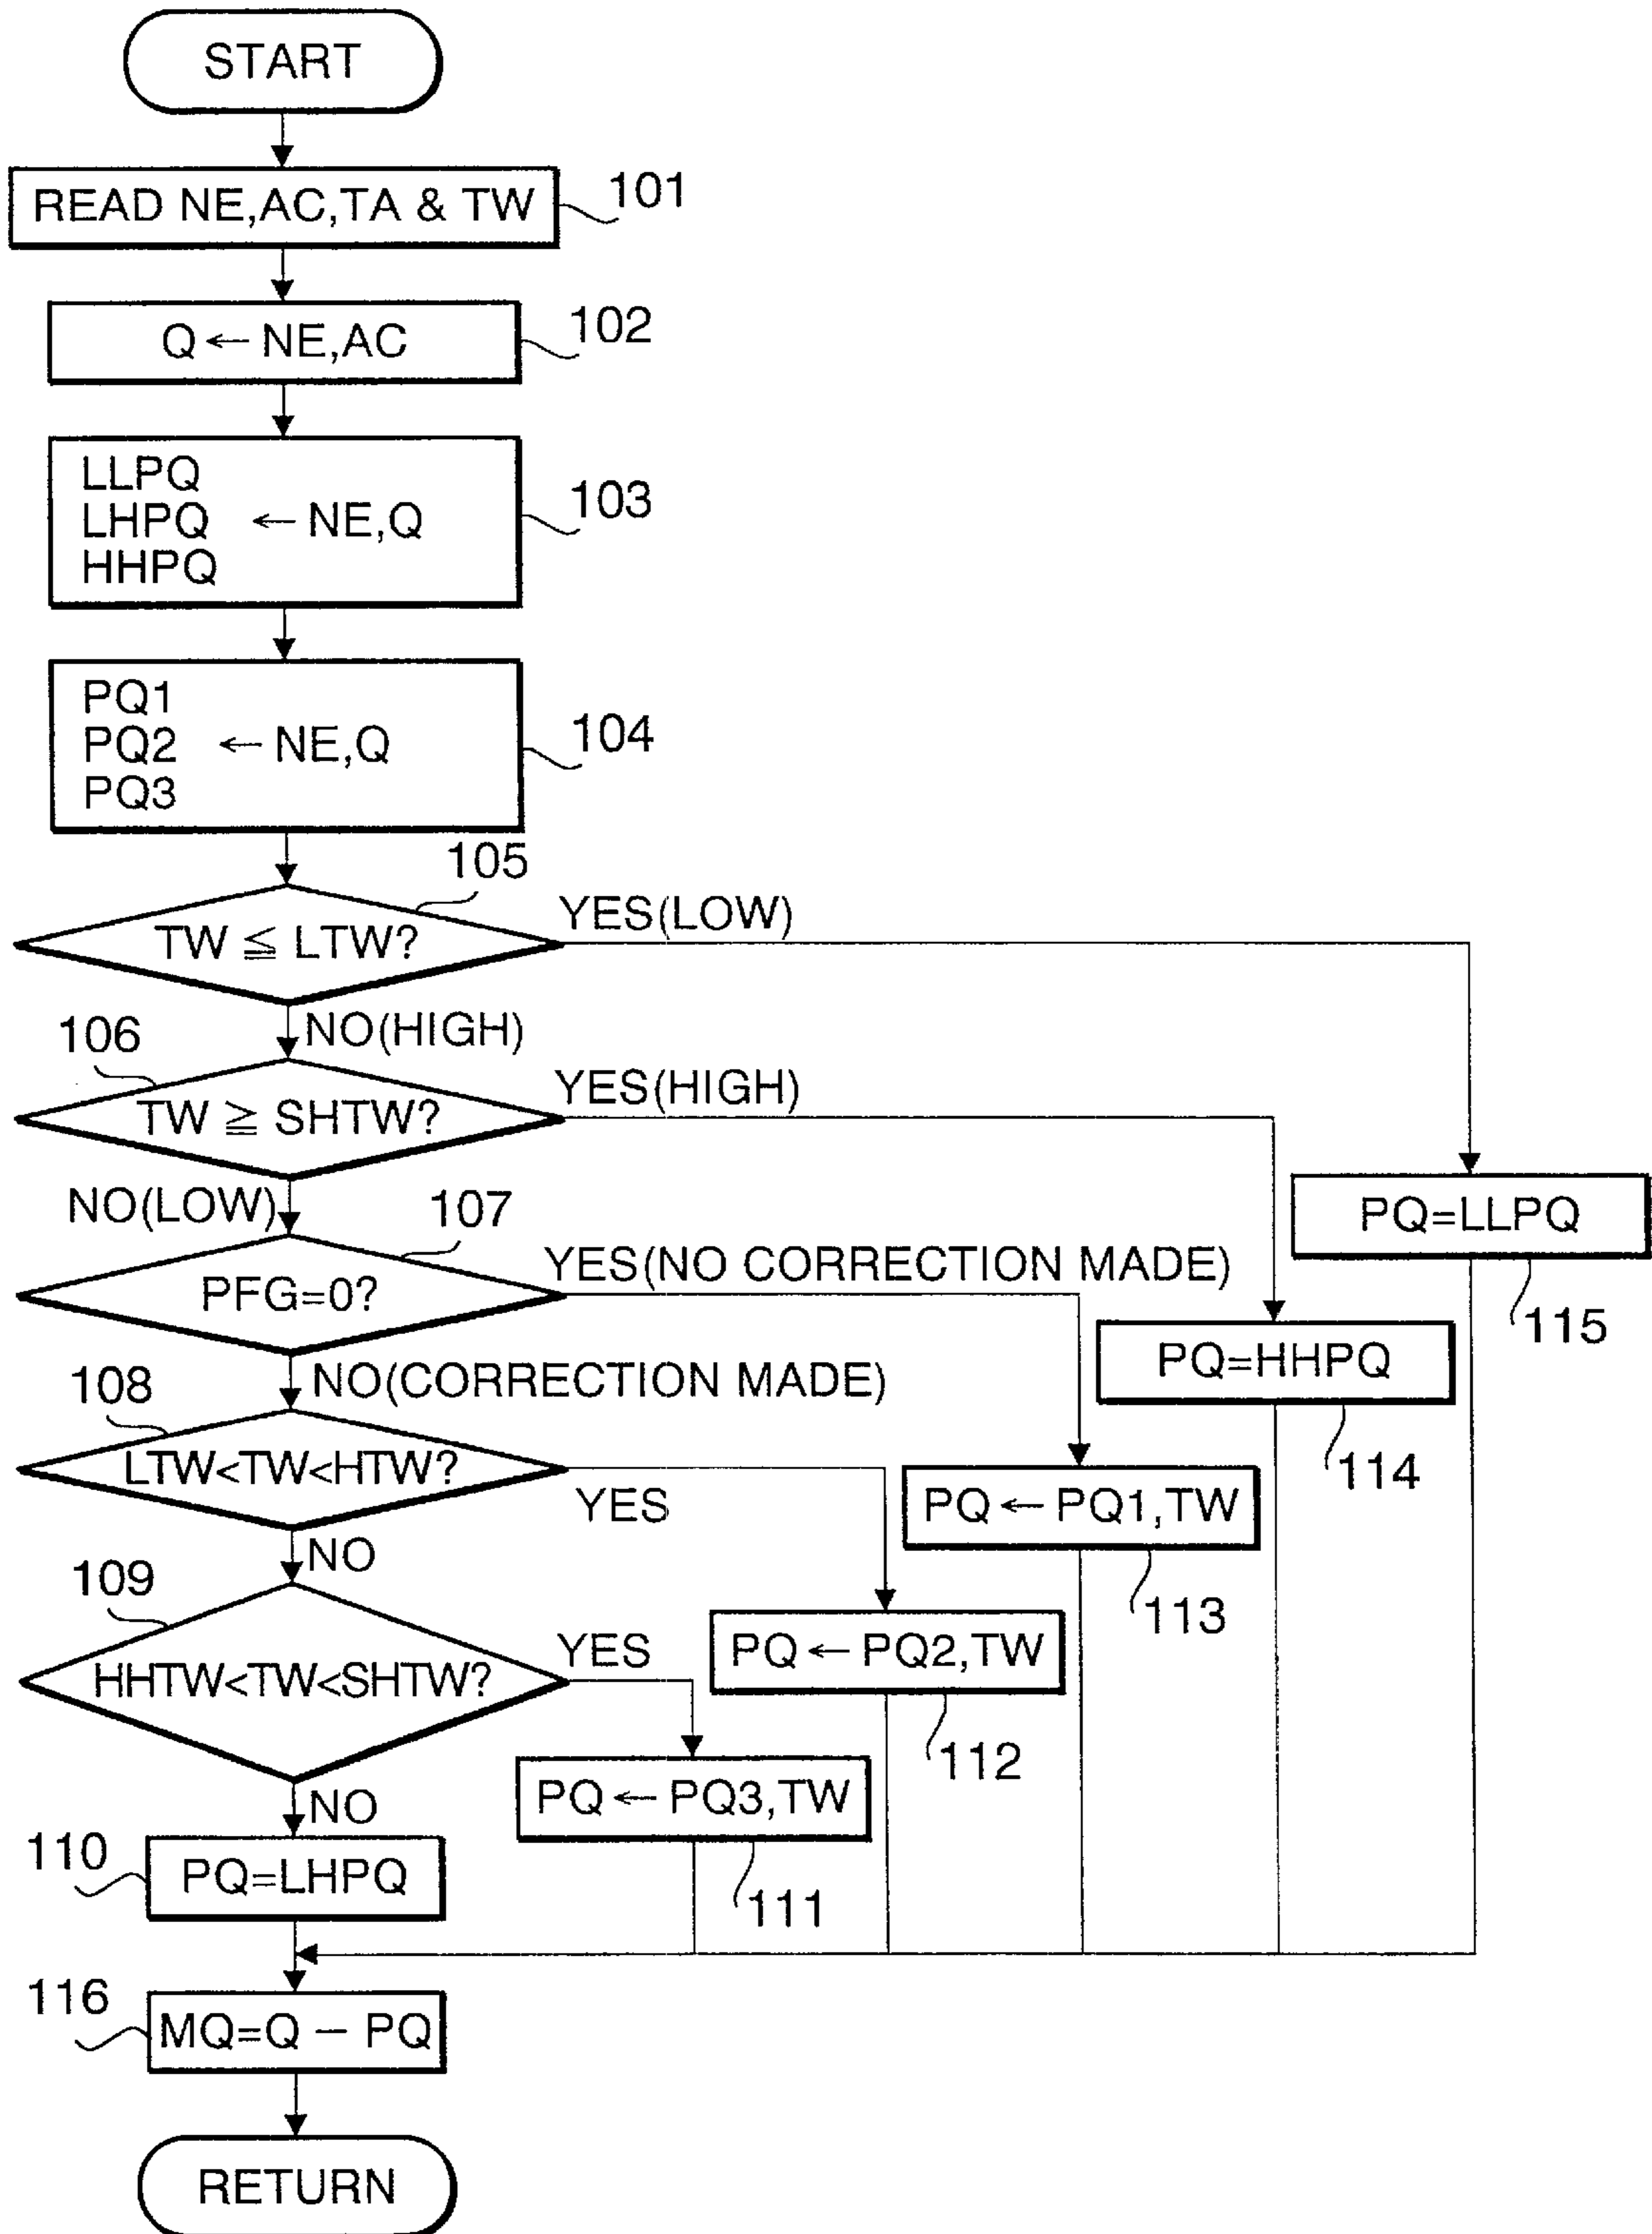 START
READ NE,AC,TA & TW
101
Q ← NE,AC
102
LLPQ
LHPQ ← NE,Q
HHPQ
103
PQ1
PQ2 ← NE,Q
PQ3
104
105
TW ≦ LTW?
YES(LOW)
NO(HIGH)
106
TW ≧ SHTW?
YES(HIGH)
NO(LOW)
107
PFG=0?
YES(NO CORRECTION MADE)
PQ=LLPQ
115
NO(CORRECTION MADE)
PQ=HHPQ
114
108
LTW<TW<HTW?
YES
PQ ← PQ1,TW
113
NO
109
HHTW<TW<SHTW?
YES
PQ ← PQ2,TW
112
NO
PQ ← PQ3,TW
111
110
PQ=LHPQ
116
MQ=Q − PQ
RETURN